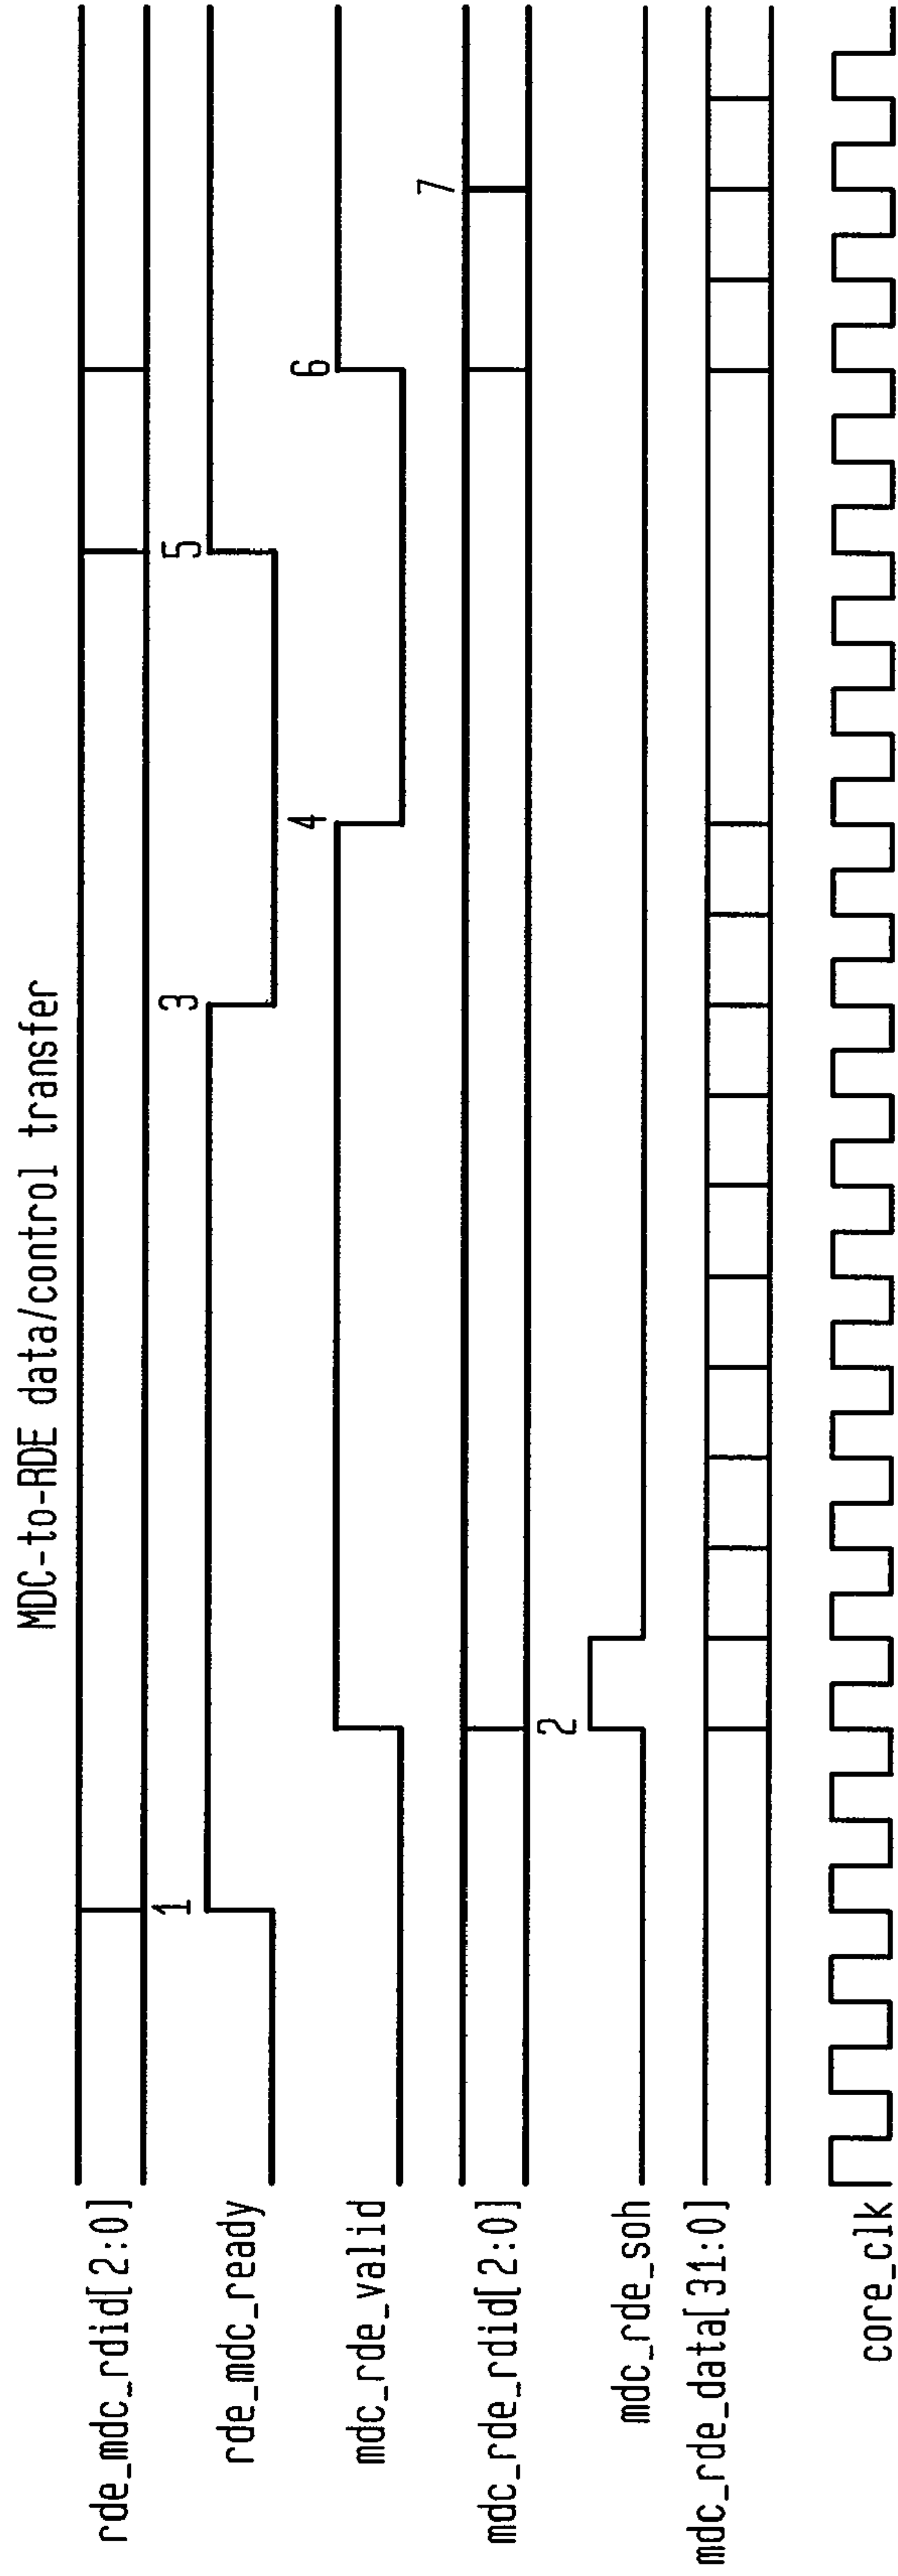 MDC-to-RDE data/control transfer
rde_mdc_rdid[2:0]
1
5
rde_mdc_ready
3
mdc_rde_valid
4
6
mdc_rde_rdid[2:0]
7
2
mdc_rde_soh
mdc_rde_data[31:0]
core_clk